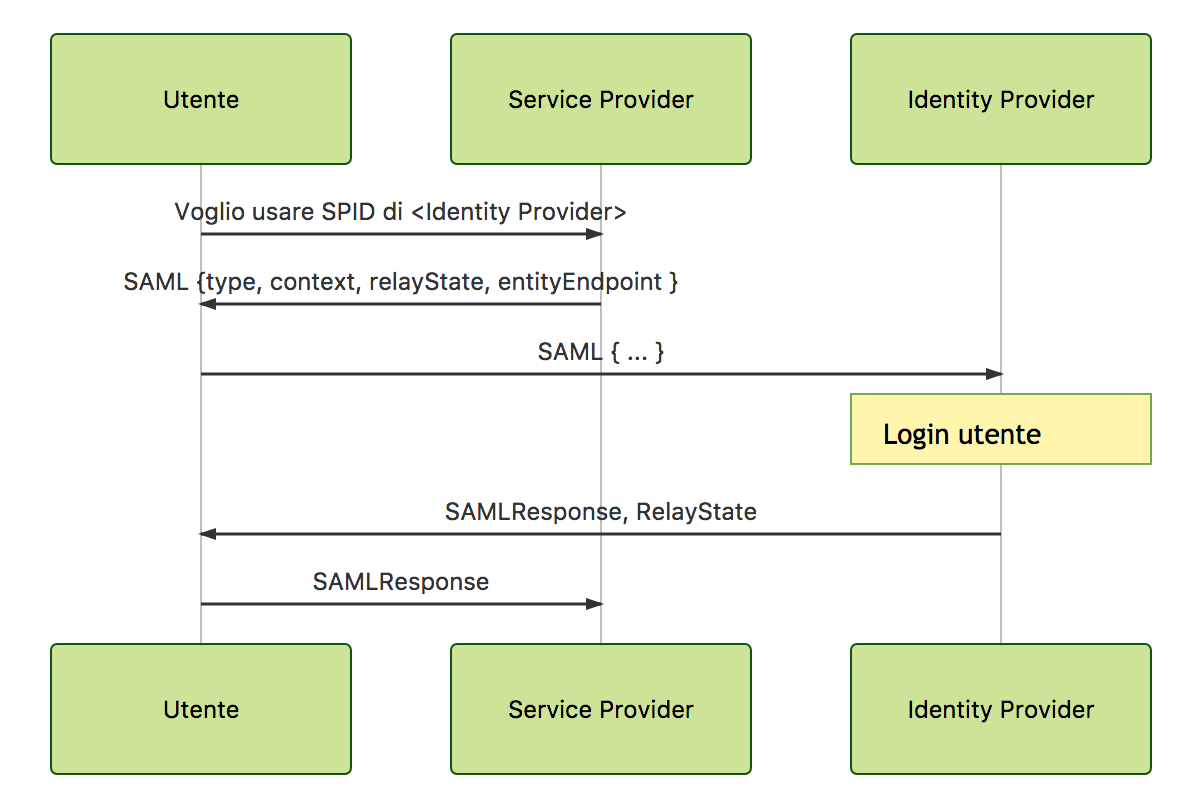 Utente
Service Provider
Identity Provider
Voglio usare SPID di <Identity Provider>
SAML {type, context, relayState, entityEndpoint }
SAML { ... }
Login utente
SAMLResponse, RelayState
SAMLResponse
Utente
Service Provider
Identity Provider